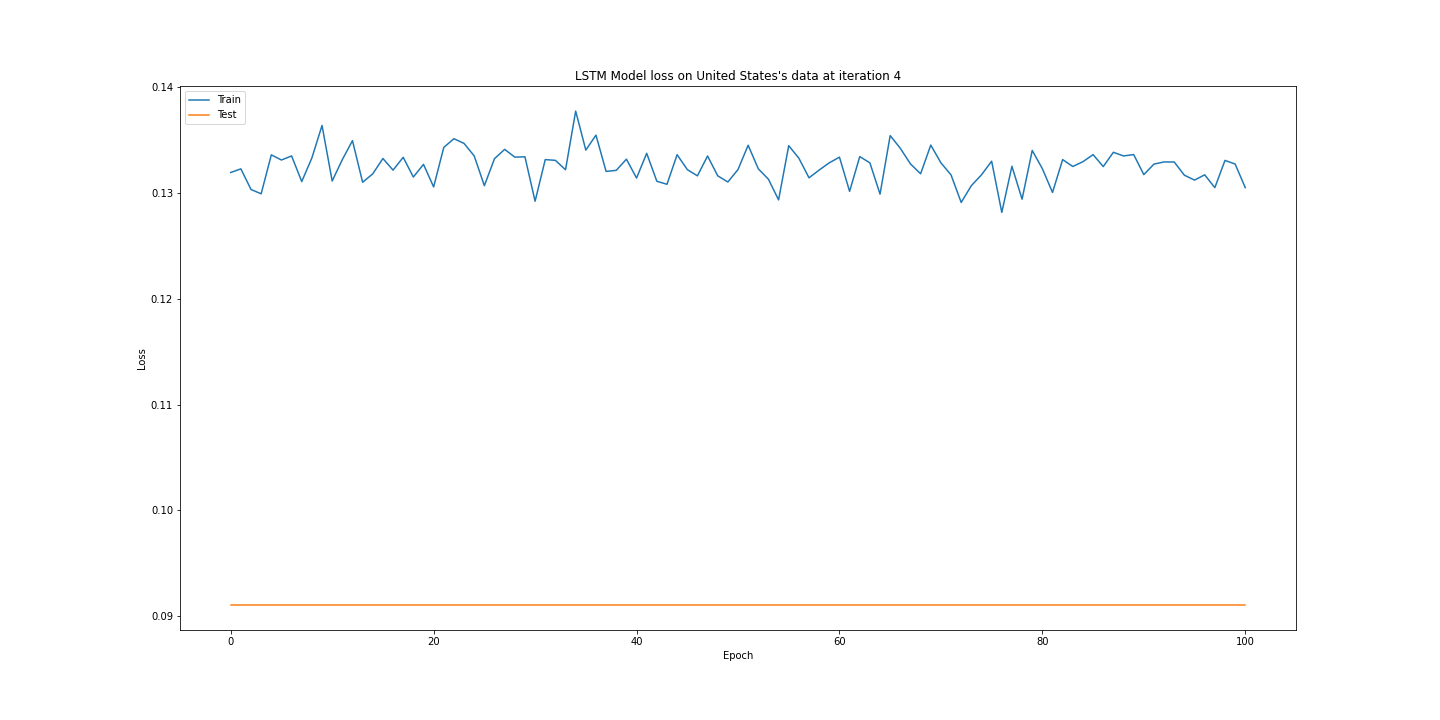 LSTM Model loss on United States's data at iteration 4
Train
Test
0.14
0.13
0.12
0.11
0.10
0.09
Loss
0
20
40
60
80
100
Epoch